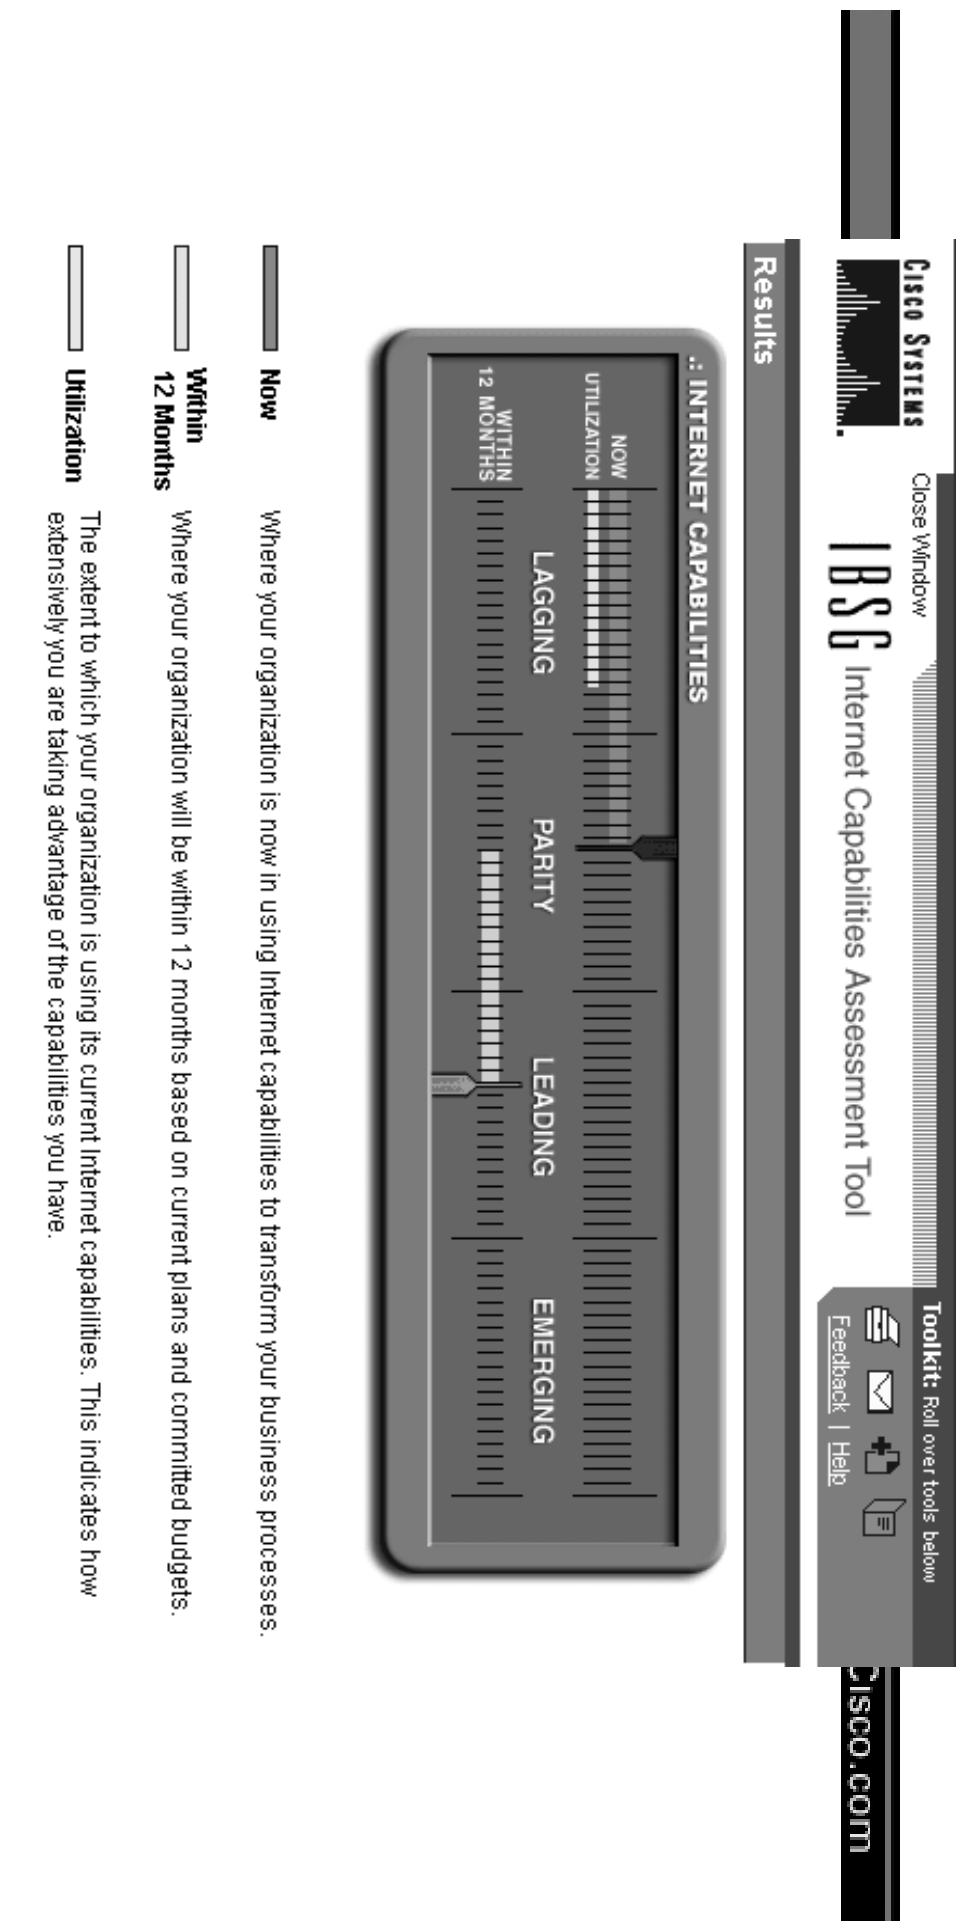 CISCO SYSTEMS
Close Window
IBSG Internet Capabilities Assessment Tool
Toolkit: Roll over tools below
Feedback | Help
Cisco.com
Results
.: INTERNET CAPABILITIES
NOW
UTILIZATION
LAGGING PARITY LEADING EMERGING
WITHIN
12 MONTHS
Now Where your organization is now in using Internet capabilities to transform your business processes.
Within
12 Months Where your organization will be within 12 months based on current plans and committed budgets.
Utilization The extent to which your organization is using its current Internet capabilities. This indicates how
extensively you are taking advantage of the capabilities you have.